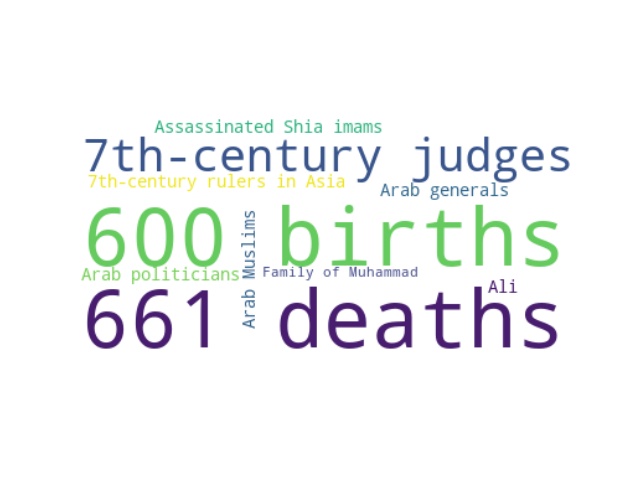 Assassinated Shia imams
7th-century judges
7th-century rulers in Asia
Arab generals
600 births
Arab Muslims
Family of Muhammad
Arab politicians
Ali
661 deaths